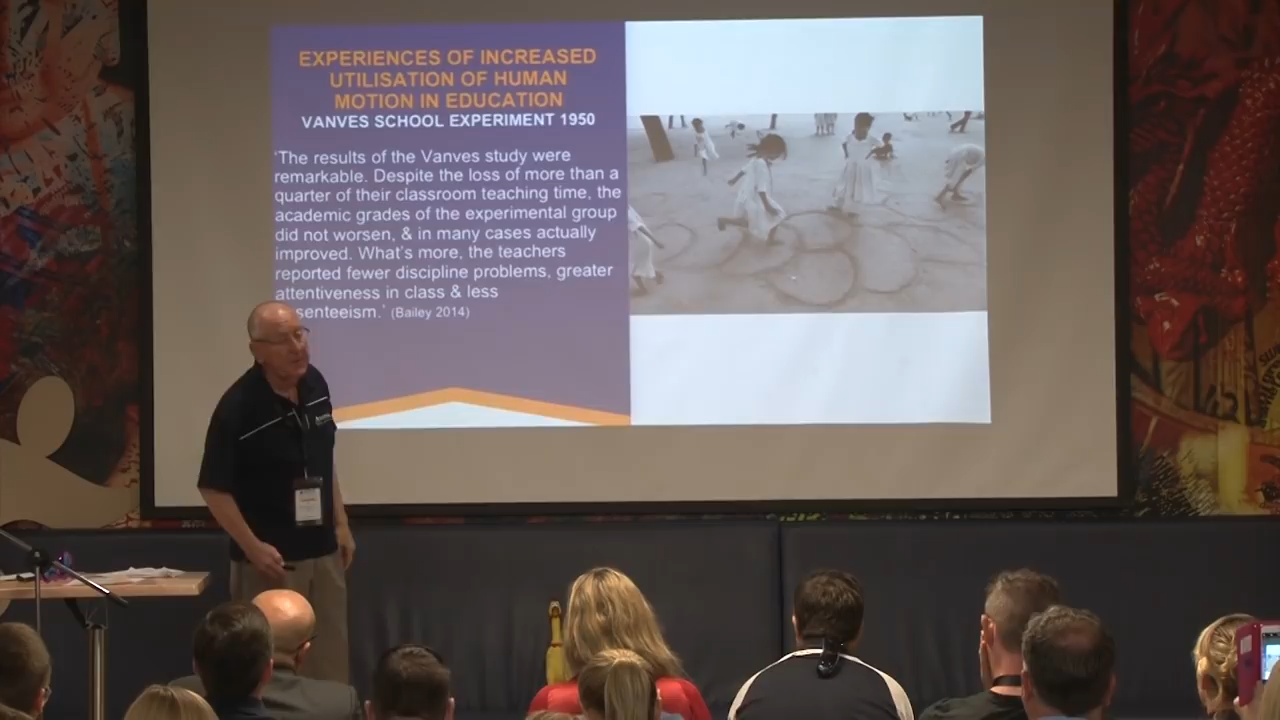 EXPERIENCES OF INCREASED
UTILISATION OF HUMAN
MOTION IN EDUCATION
VANVES SCHOOL EXPERIMENT 1950
'The results of the Vanves study were
remarkable. Despite the loss of more than a
quarter of their classroom teaching time, the
academic grades of the experimental group
did not worsen, & in many cases actually
improved. What's more, the teachers
reported fewer discipline problems, greater
attentiveness in class & less
senteeism.' (Bailey 2014)